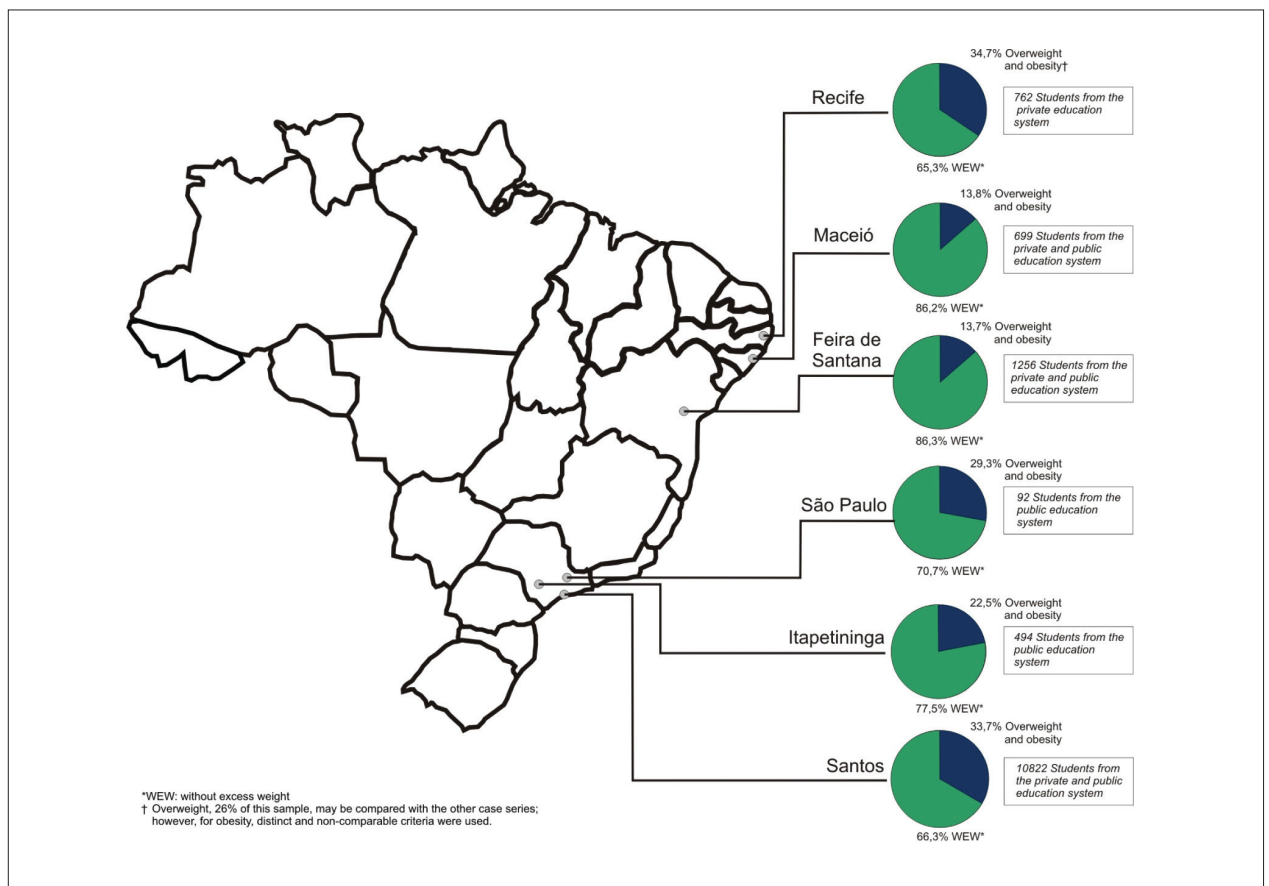 Recife
34,7% Overweight
and obesity†
762 Students from the
private education
system
65,3% WEW*
Maceió
13,8% Overweight
and obesity
699 Students from the
private and public
education system
86,2% WEW*
Feira de
Santana
13,7% Overweight
and obesity
1256 Students from the
private and public
education system
86,3% WEW*
São Paulo
29,3% Overweight
and obesity
92 Students from the
public education
system
70,7% WEW*
Itapetininga
22,5% Overweight
and obesity
494 Students from the
public education
system
77,5% WEW*
Santos
33,7% Overweight
and obesity
10822 Students from
the private and public
education system
66,3% WEW*
*WEW: without excess weight
† Overweight, 26% of this sample, may be compared with the other case series;
however, for obesity, distinct and non-comparable criteria were used.